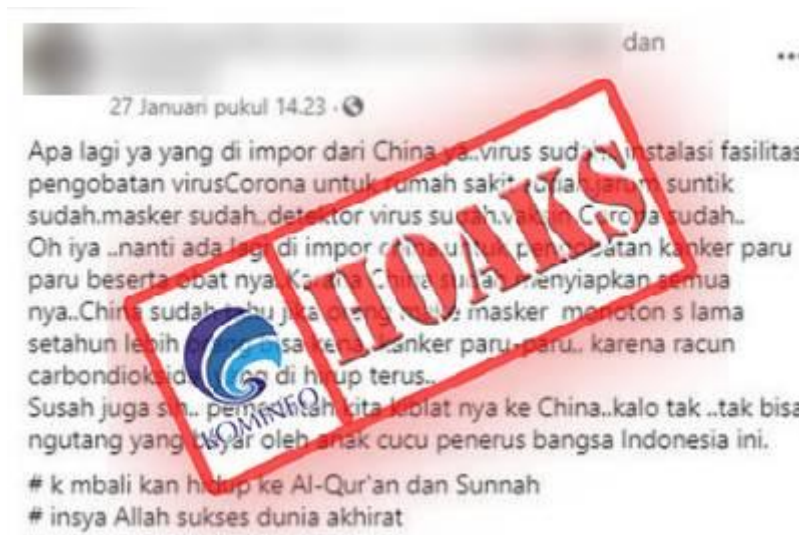 dan
27 Januari pukul 14.23 ·
Apa lagi ya yang di impor dari China ya..virus instalasi fasilitas
pengobatan virusCorona untuk rumah sakit jarum suntik
sudah.masker sudah..detektor virus sudah.vaksin Corona sudah..
Oh iya ..nanti ada lagi di impor untuk pengobatan kanker paru
paru beserta obat nya China sudah menyiapkan semua
nya..China sudah jika masker monoton s lama
setahun lebih kanker paru-paru.. karena racun
di hirup terus..
Susah juga sih.. kita kiblat nya ke China..kalo tak ..tak bisa
ngutang yang oleh anak cucu penerus bangsa Indonesia ini.
# k mbali kan hidup ke Al-Qur'an dan Sunnah
# insya Allah sukses dunia akhirat
HOAKS
KOMINFO